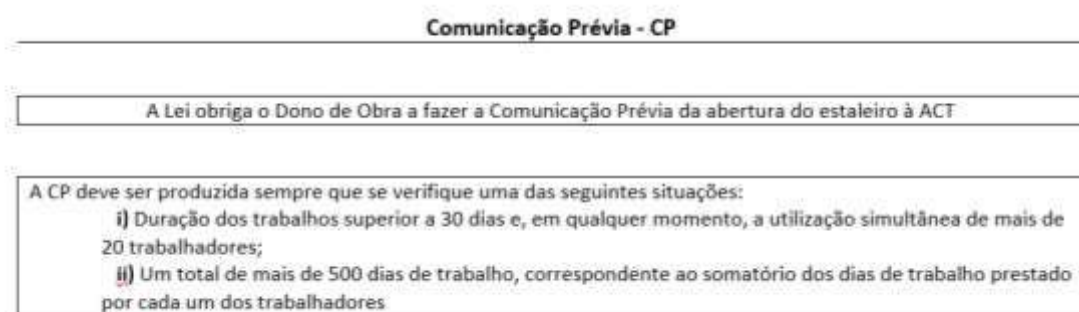 Comunicação Prévia - CP
A Lei obriga o Dono de Obra a fazer a Comunicação Prévia da abertura do estaleiro à ACT
A CP deve ser produzida sempre que se verifique uma das seguintes situações:
i) Duração dos trabalhos superior a 30 dias e, em qualquer momento, a utilização simultânea de mais de
20 trabalhadores;
ii) Um total de mais de 500 dias de trabalho, correspondente ao somatório dos dias de trabalho prestado
por cada um dos trabalhadores